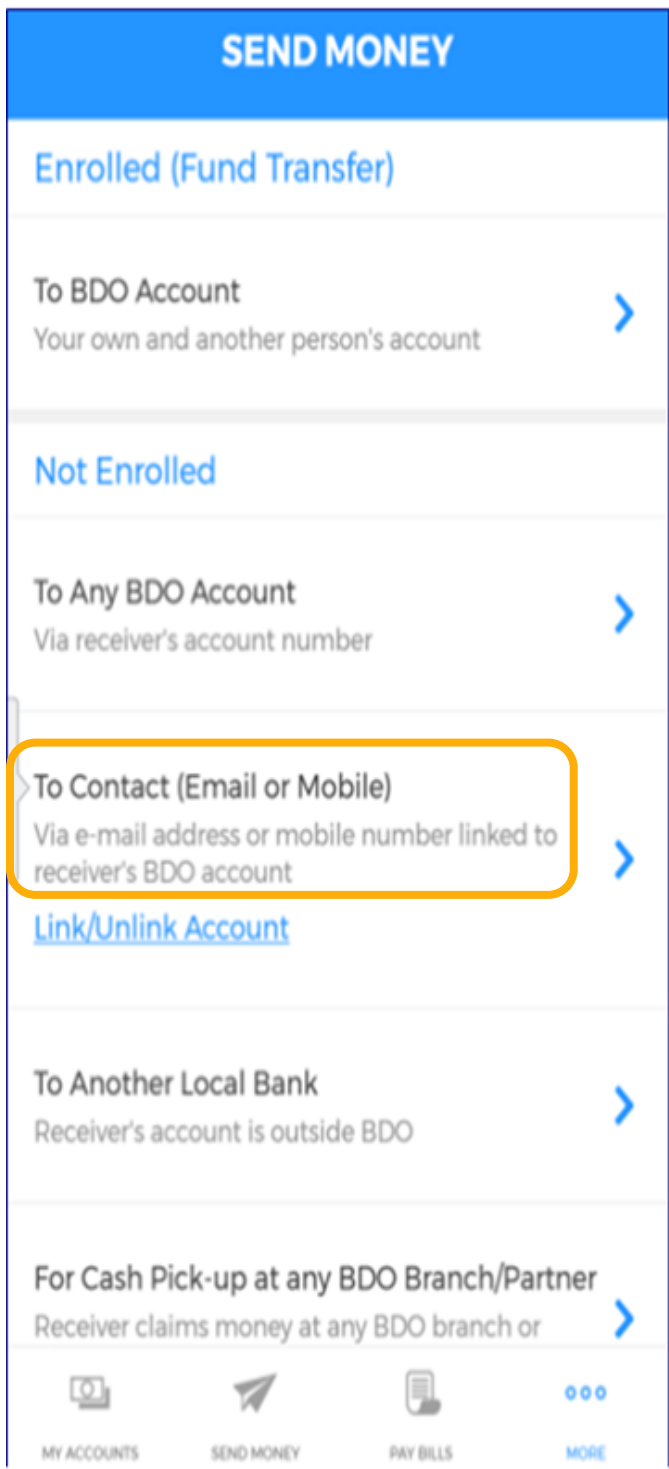 SEND MONEY
Enrolled (Fund Transfer)
To BDO Account
Your own and another person's account
Not Enrolled
To Any BDO Account
Via receiver's account number
To Contact (Email or Mobile)
Via e-mail address or mobile number linked to
receiver's BDO account
Link/Unlink Account
To Another Local Bank
Receiver's account is outside BDO
For Cash Pick-up at any BDO Branch/Partner
Receiver claims money at any BDO branch or
MY ACCOUNTS SEND MONEY PAY BILLS MORE